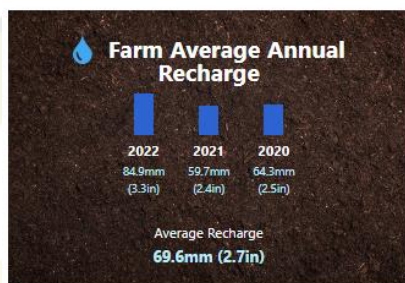 Farm Average Annual
Recharge
2022 2021 2020
84.9mm 59.7mm 64.3mm
(3.3in) (2.4in) (2.5in)
Average Recharge
69.6mm (2.7in)